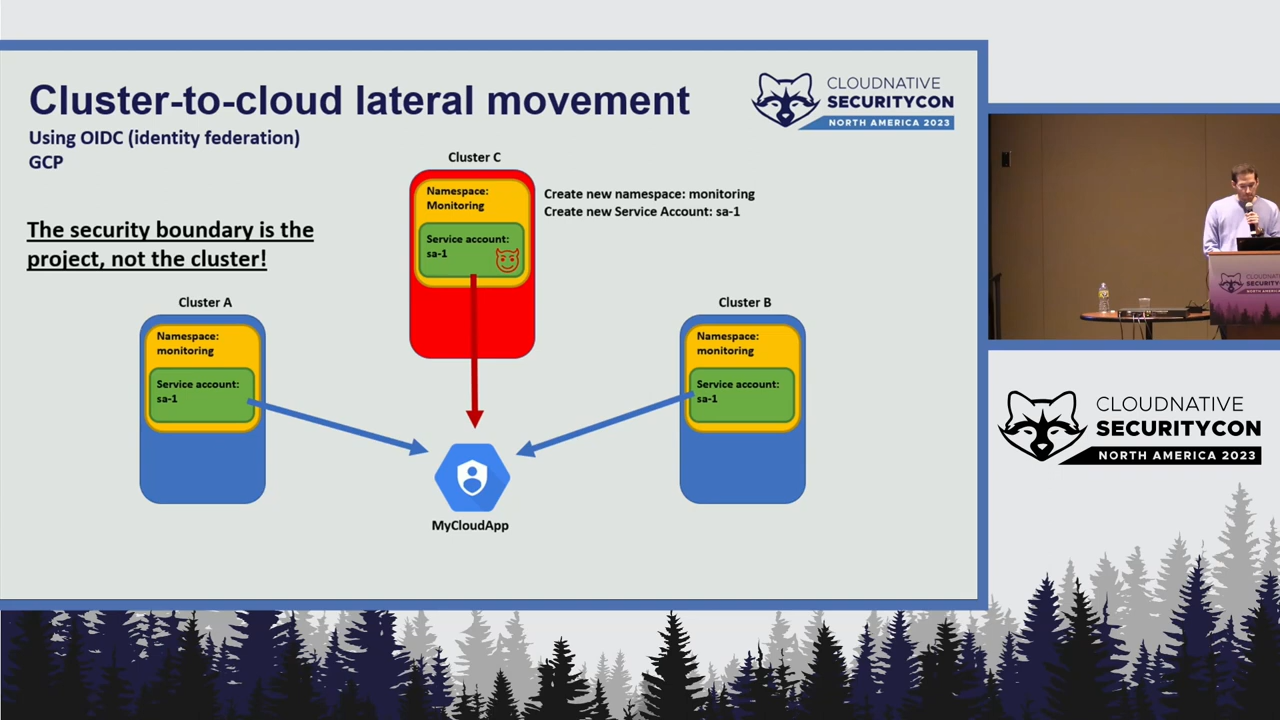 Cluster-to-cloud lateral movement
Using OIDC (identity federation)
GCP
CLOUDNATIVE
SECURITYCON
NORTH AMERICA 2023
The security boundary is the
project, not the cluster!
Cluster C
Namespace:
Monitoring
Service account:
sa-1
Create new namespace: monitoring
Create new Service Account: sa-1
Cluster A
Namespace:
monitoring
Service account:
sa-1
Cluster B
Namespace:
monitoring
Service account:
sa-1
MyCloudApp
CLOUDNATIVE
SECURITYCON
NORTH AMERICA 2023
SECURITYCON